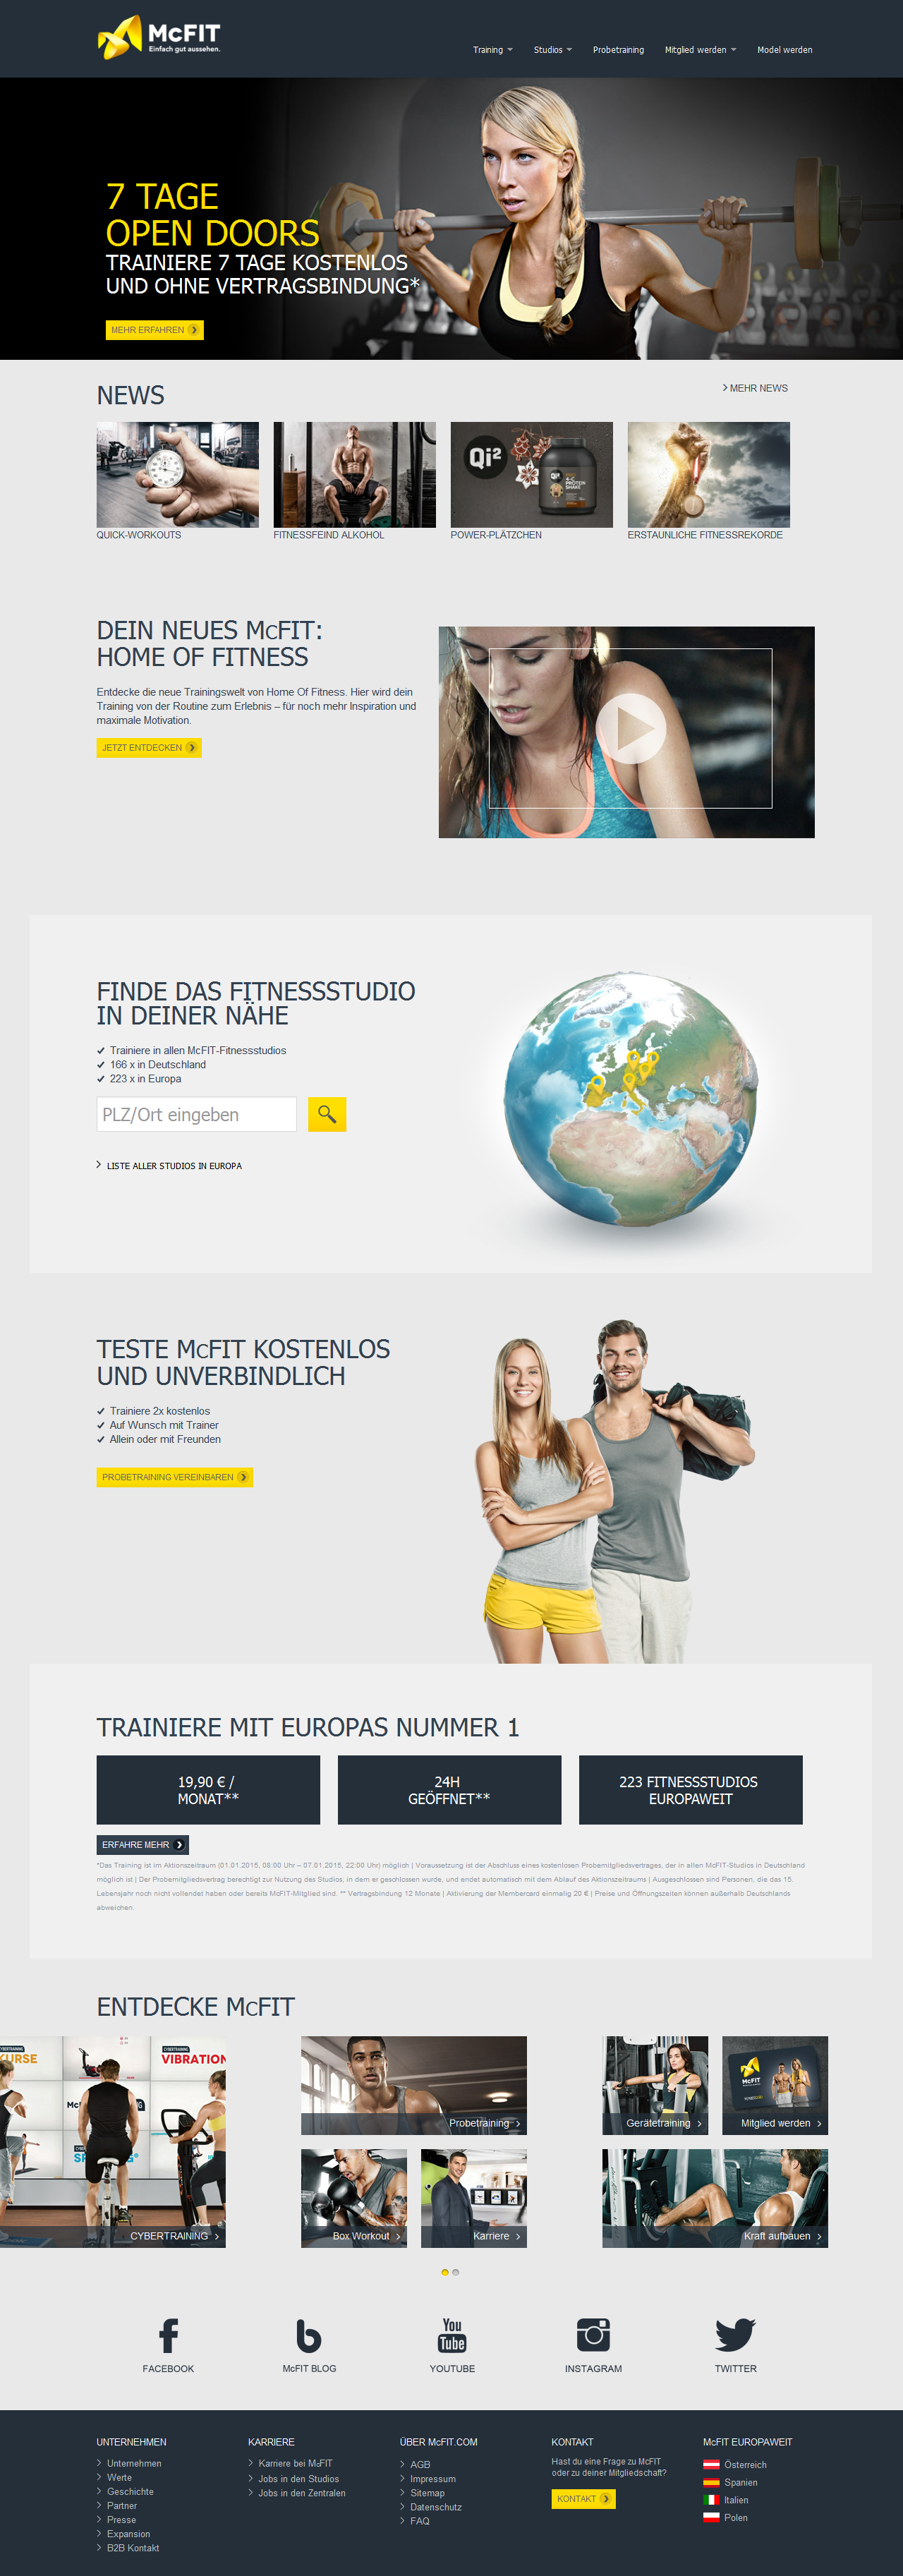 McFIT
Einfach gut aussehen.
Training
Studios
Probetraining
Mitglied werden
Model werden
7 TAGE
OPEN DOORS
TRAINIERE 7 TAGE KOSTENLOS
UND OHNE VERTRAGSBINDUNG*
MEHR ERFAHREN
NEWS
MEHR NEWS
Qi²
QUICK-WORKOUTS
FITNESSFEIND ALKOHOL
POWER-PLÄTZCHEN
ERSTAUNLICHE FITNESSREKORDE
DEIN NEUES McFIT:
HOME OF FITNESS
Entdecke die neue Trainingswelt von Home Of Fitness. Hier wird dein
Training von der Routine zum Erlebnis – für noch mehr Inspiration und
maximale Motivation.
JETZT ENTDECKEN
FINDE DAS FITNESSSTUDIO
IN DEINER NÄHE
Trainiere in allen McFIT-Fitnessstudios
166 x in Deutschland
223 x in Europa
PLZ/Ort eingeben
LISTE ALLER STUDIOS IN EUROPA
TESTE McFIT KOSTENLOS
UND UNVERBINDLICH
Trainiere 2x kostenlos
Auf Wunsch mit Trainer
Allein oder mit Freunden
PROBETRAINING VEREINBAREN
TRAINIERE MIT EUROPAS NUMMER 1
19,90 € /
MONAT**
24H
GEÖFFNET**
223 FITNESSSTUDIOS
EUROPAWEIT
ERFAHRE MEHR
*Das Training ist im Aktionszeitraum (01.01.2015, 08:00 Uhr – 07.01.2015, 22:00 Uhr) möglich | Voraussetzung ist der Abschluss eines kostenlosen Probemitgliedsvertrages, der in allen McFIT-Studios in Deutschland
möglich ist | Der Probemitgliedsvertrag berechtigt zur Nutzung des Studios, in dem er geschlossen wurde, und endet automatisch mit dem Ablauf des Aktionszeitraums | Ausgeschlossen sind Personen, die das 15.
Lebensjahr noch nicht vollendet haben oder bereits McFIT-Mitglied sind. ** Vertragsbindung 12 Monate | Aktivierung der Membercard einmalig 20 € | Preise und Öffnungszeiten können außerhalb Deutschlands
abweichen.
ENTDECKE McFIT
URSE
CYBERTRAINING
VIBRATION
CYBERTRAINING
Probetraining
Gerätetraining
McFIT
Mitglied werden
Box Workout
Karriere
Kraft aufbauen
You
Tube
FACEBOOK
McFIT BLOG
YOUTUBE
INSTAGRAM
TWITTER
UNTERNEHMEN
Unternehmen
Werte
Geschichte
Partner
Presse
Expansion
B2B Kontakt
KARRIERE
Karriere bei McFIT
Jobs in den Studios
Jobs in den Zentralen
ÜBER McFIT.COM
AGB
Impressum
Sitemap
Datenschutz
FAQ
KONTAKT
Hast du eine Frage zu McFIT
oder zu deiner Mitgliedschaft?
KONTAKT
McFIT EUROPAWEIT
Österreich
Spanien
Italien
Polen